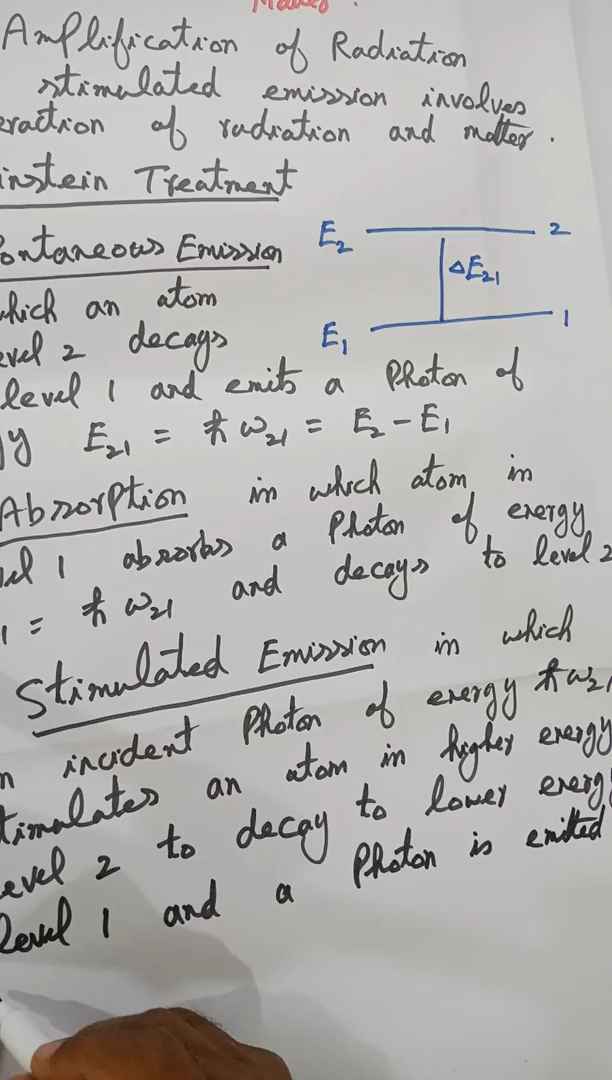 Matter.
Amplification of Radiation
stimulated emission involves
eraction of radiation and matter.
instein Treatment
pontaneous Emission
E2 2
ΔE21
E1 1
which an atom
evel 2 decays
level 1 and emits a Photon of
gy E21 = ℏω21 = E2 − E1
Absorption in which atom in
vel 1 absorbs a Photon of energy
1 = ℏω21 and decays to level 2
Stimulated Emission in which
n incident Photon of energy ℏω21
timulates an atom in higher energy
level 2 to decay to lower energy
level 1 and a Photon is emitted